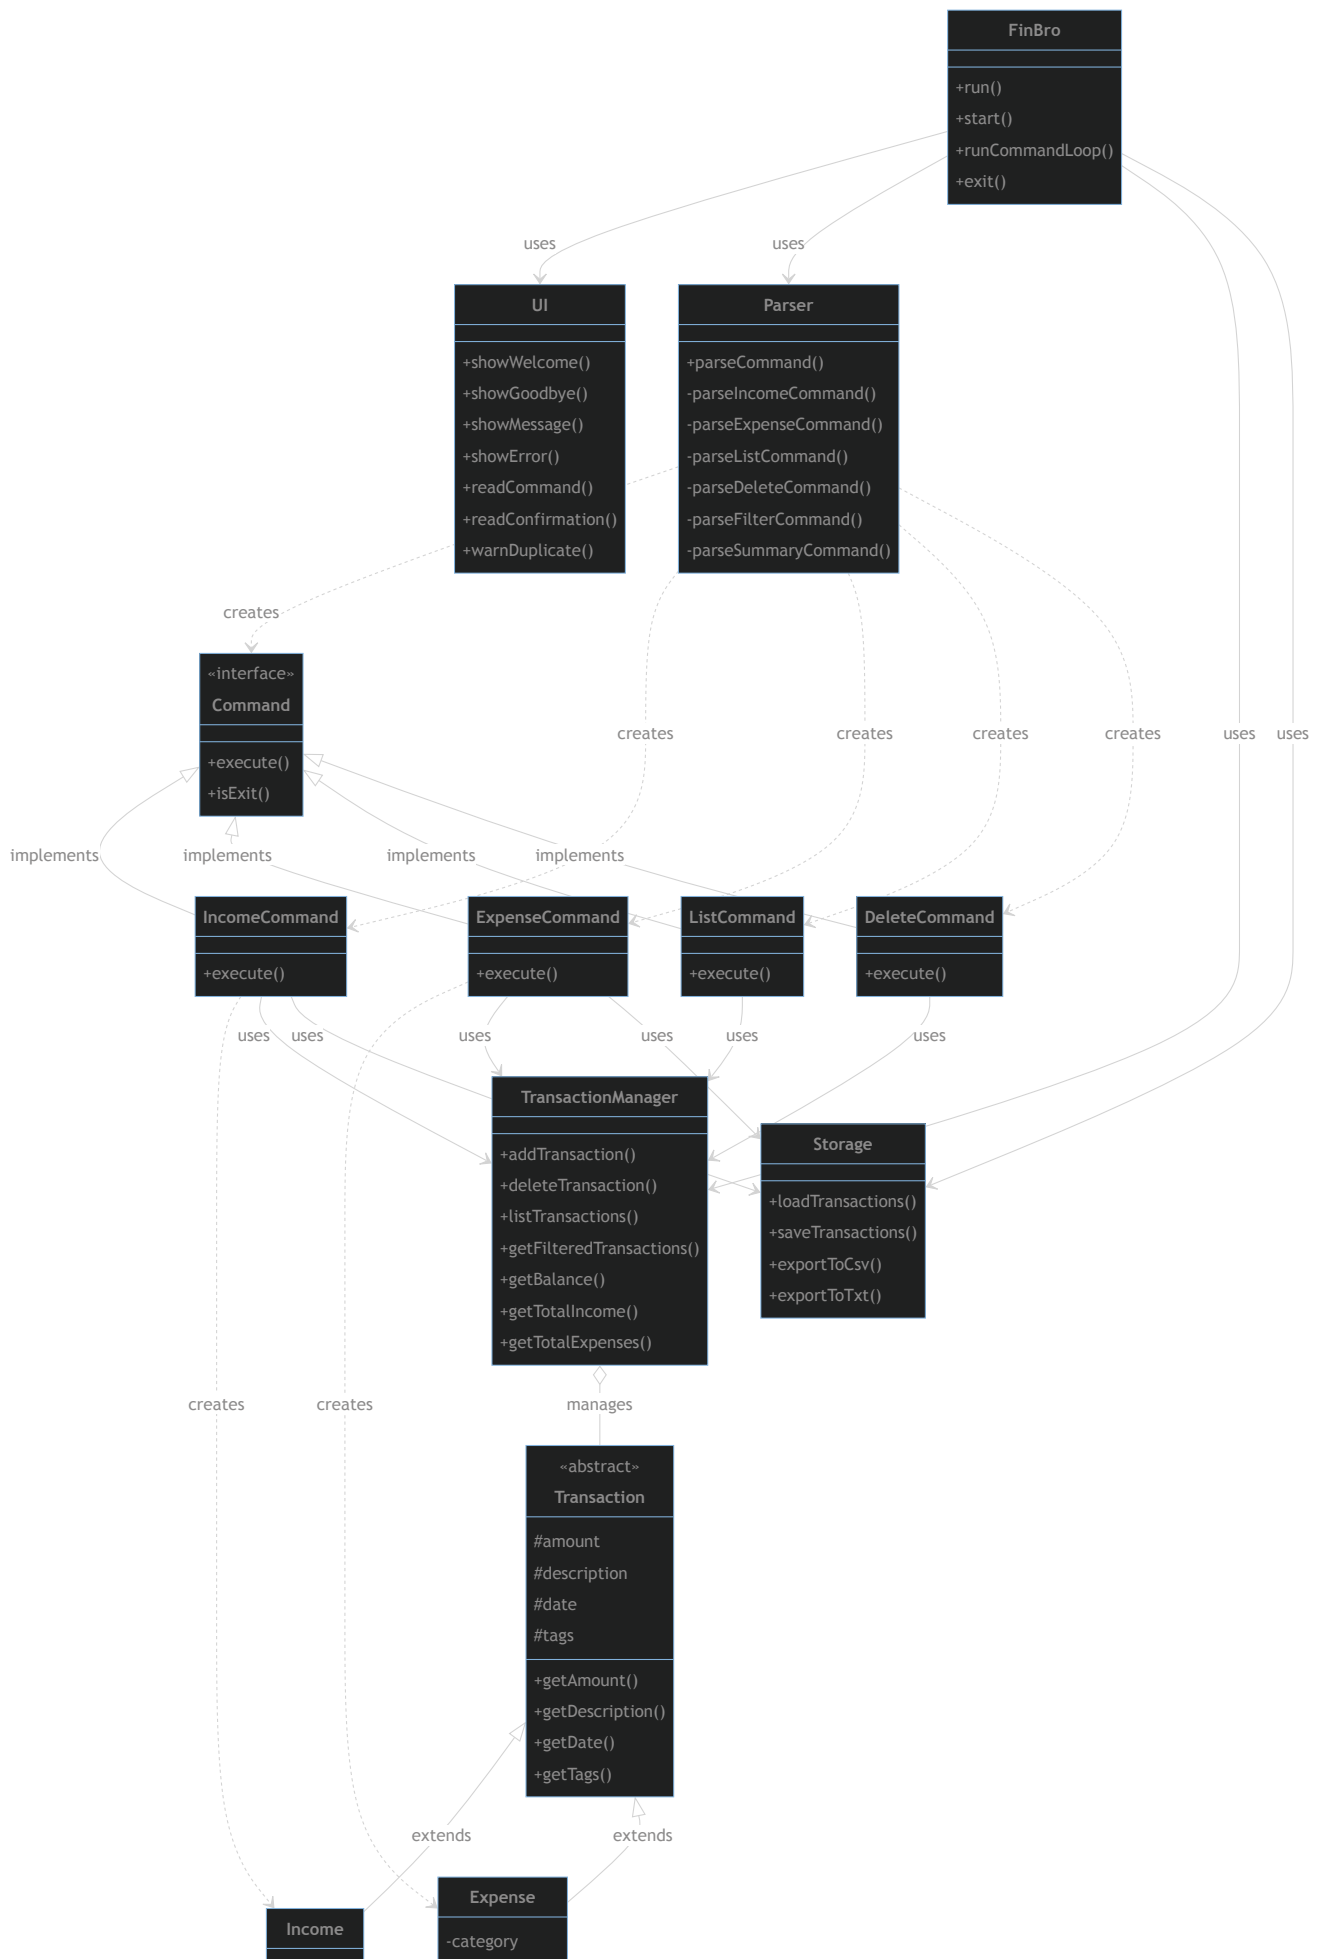 FinBro
+run()
+start()
+runCommandLoop()
+exit()
uses
uses
UI
+showWelcome()
+showGoodbye()
+showMessage()
+showError()
+readCommand()
+readConfirmation()
+warnDuplicate()
Parser
+parseCommand()
-parseIncomeCommand()
-parseExpenseCommand()
-parseListCommand()
-parseDeleteCommand()
-parseFilterCommand()
-parseSummaryCommand()
creates
«interface»
Command
+execute()
+isExit()
creates
creates
creates
creates
uses
uses
implements
implements
implements
implements
IncomeCommand
+execute()
ExpenseCommand
+execute()
ListCommand
+execute()
DeleteCommand
+execute()
uses
uses
uses
uses
uses
uses
TransactionManager
+addTransaction()
+deleteTransaction()
+listTransactions()
+getFilteredTransactions()
+getBalance()
+getTotalIncome()
+getTotalExpenses()
Storage
+loadTransactions()
+saveTransactions()
+exportToCsv()
+exportToTxt()
creates
creates
manages
«abstract»
Transaction
#amount
#description
#date
#tags
+getAmount()
+getDescription()
+getDate()
+getTags()
extends
extends
Income
Expense
-category